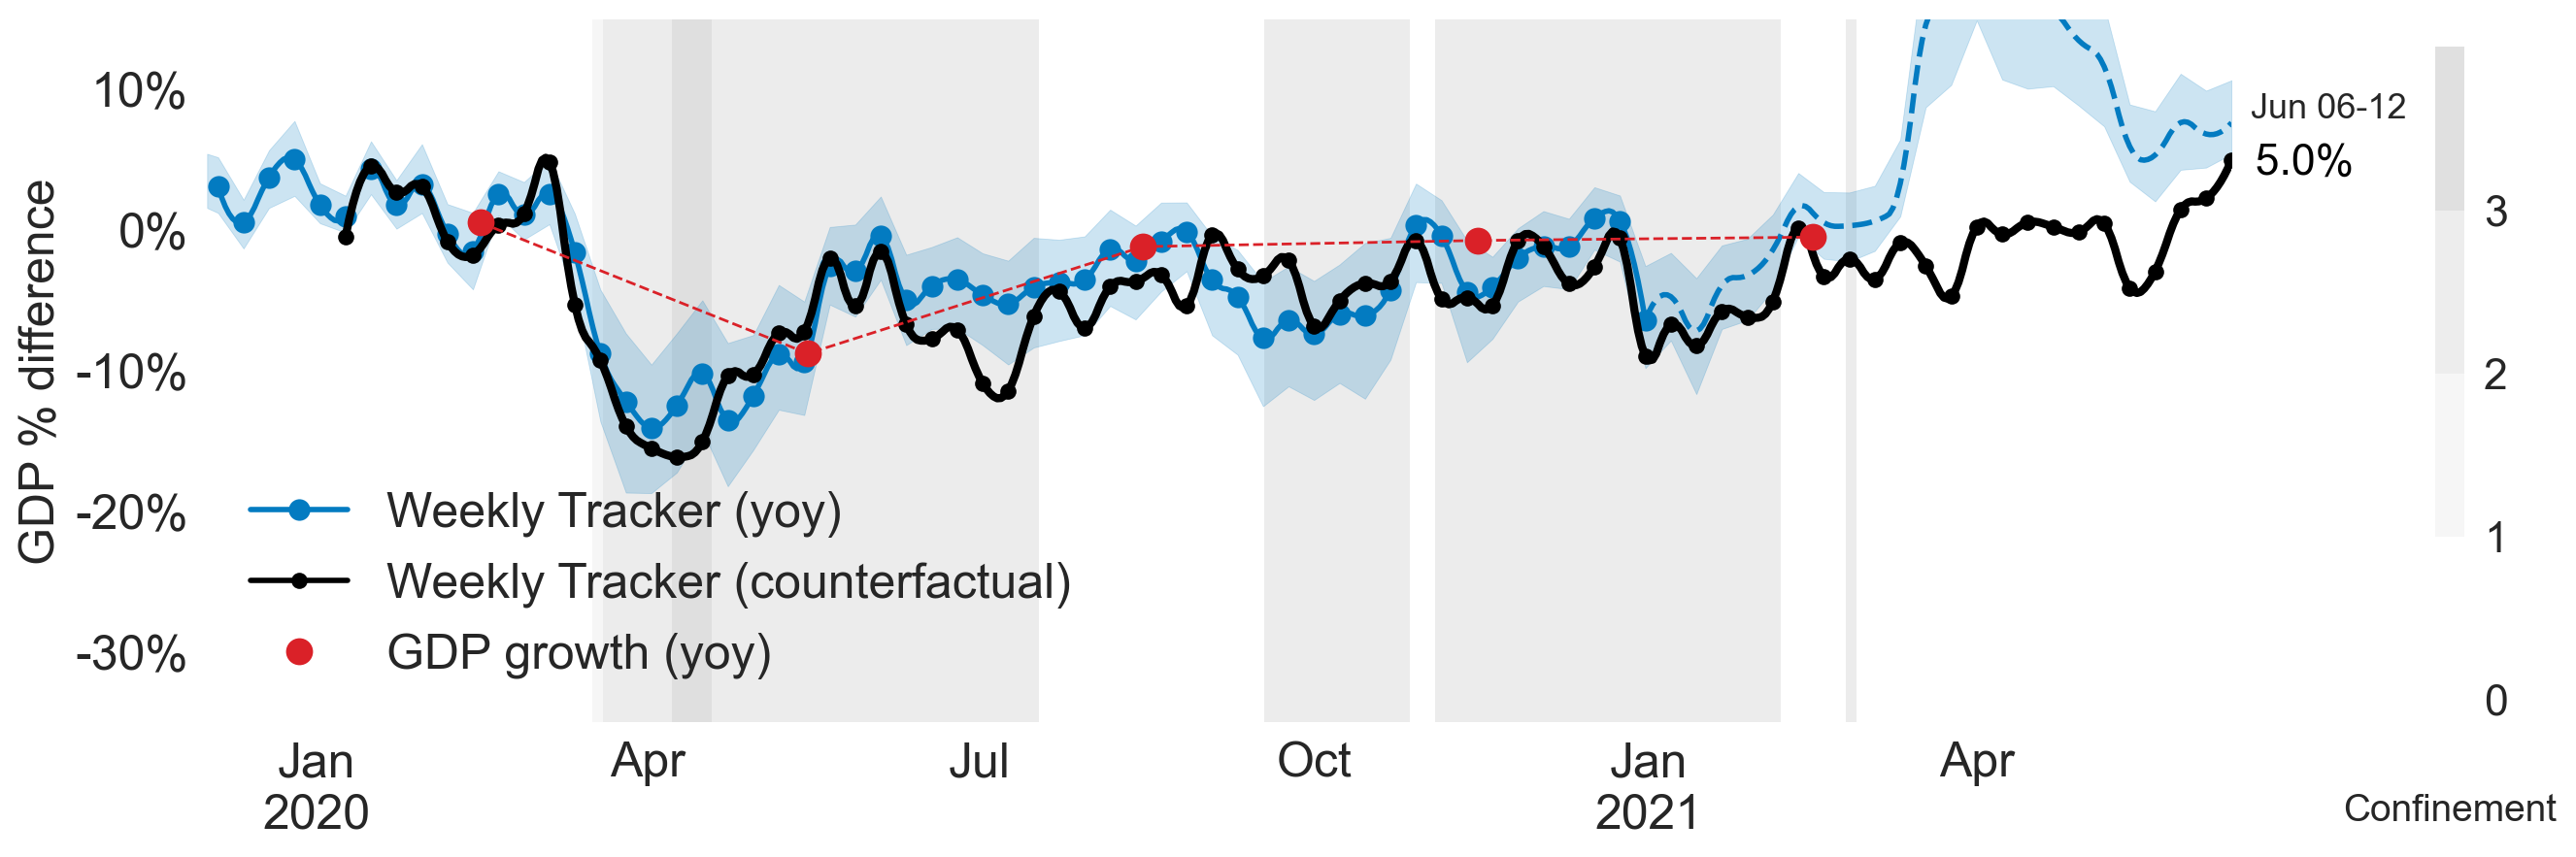 GDP % difference
10%
0%
-10%
-20%
-30%
Weekly Tracker (yoy)
Weekly Tracker (counterfactual)
GDP growth (yoy)
Jun 06-12
5.0%
3
2
1
0
Jan Apr Jul Oct Jan Apr
2020 2021
Confinement